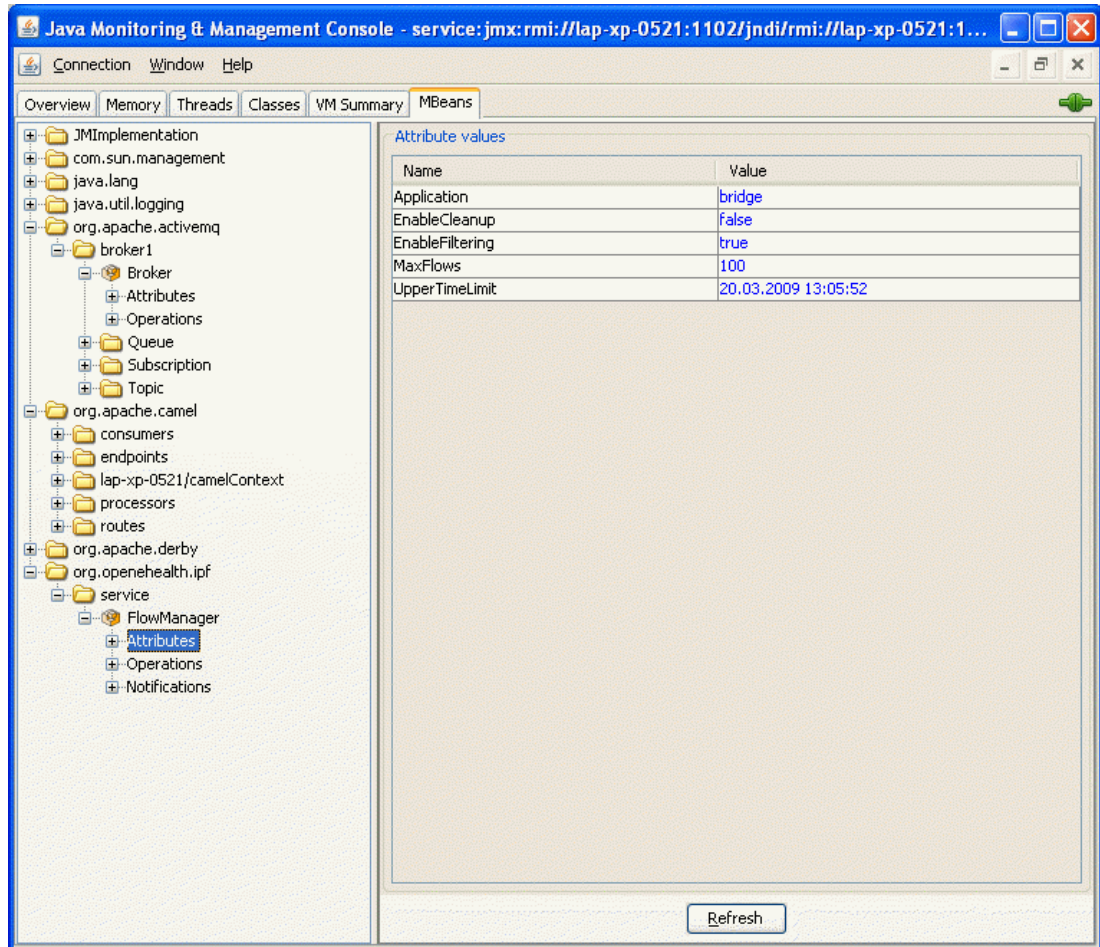 Java Monitoring & Management Console - service:jmx:rmi://lap-xp-0521:1102/jndi/rmi://lap-xp-0521:1...
Connection Window Help
Overview Memory Threads Classes VM Summary MBeans
JMImplementation
com.sun.management
java.lang
java.util.logging
org.apache.activemq
broker1
Broker
Attributes
Operations
Queue
Subscription
Topic
org.apache.camel
consumers
endpoints
lap-xp-0521/camelContext
processors
routes
org.apache.derby
org.openehealth.ipf
service
FlowManager
Attributes
Operations
Notifications
Attribute values
Name Value
Application bridge
EnableCleanup false
EnableFiltering true
MaxFlows 100
UpperTimeLimit 20.03.2009 13:05:52
Refresh